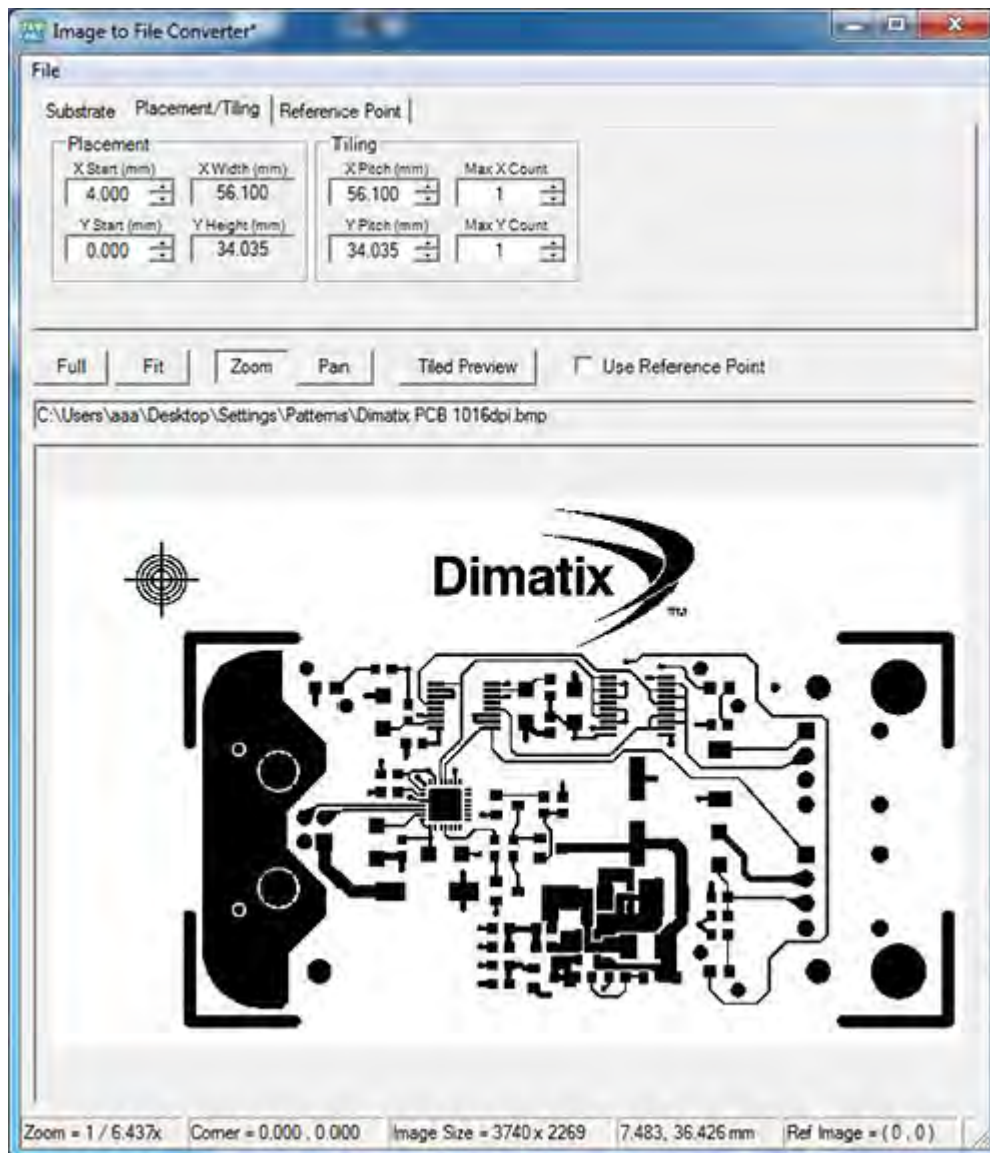 Image to File Converter*
File
Substrate Placement/Tiling Reference Point
Placement Tiling
X Start (mm) X Width (mm) X Pitch (mm) Max X Count
4.000 56.100 56.100 1
Y Start (mm) Y Height (mm) Y Pitch (mm) Max Y Count
0.000 34.035 34.035 1
Full Fit Zoom Pan Tiled Preview Use Reference Point
C:\Users\aaa\Desktop\Settings\Patterns\Dimatix PCB 1016dpi.bmp
Dimatix
TM
Zoom = 1 / 6.437x Corner = 0.000 , 0.000 Image Size = 3740 x 2269 7.483, 36.426 mm Ref Image = ( 0 , 0 )